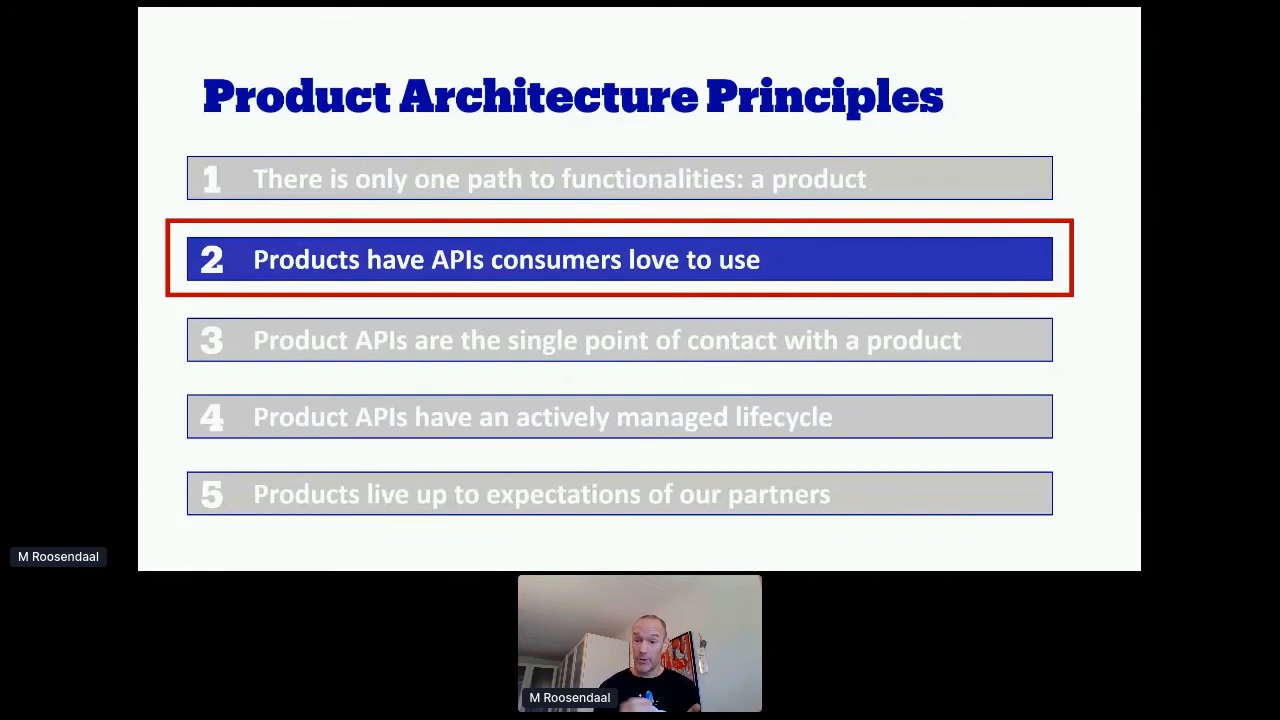 Product Architecture Principles
1 There is only one path to functionalities: a product
2 Products have APIs consumers love to use
3 Product APIs are the single point of contact with a product
4 Product APIs have an actively managed lifecycle
5 Products live up to expectations of our partners
M Roosendaal
M Roosendaal